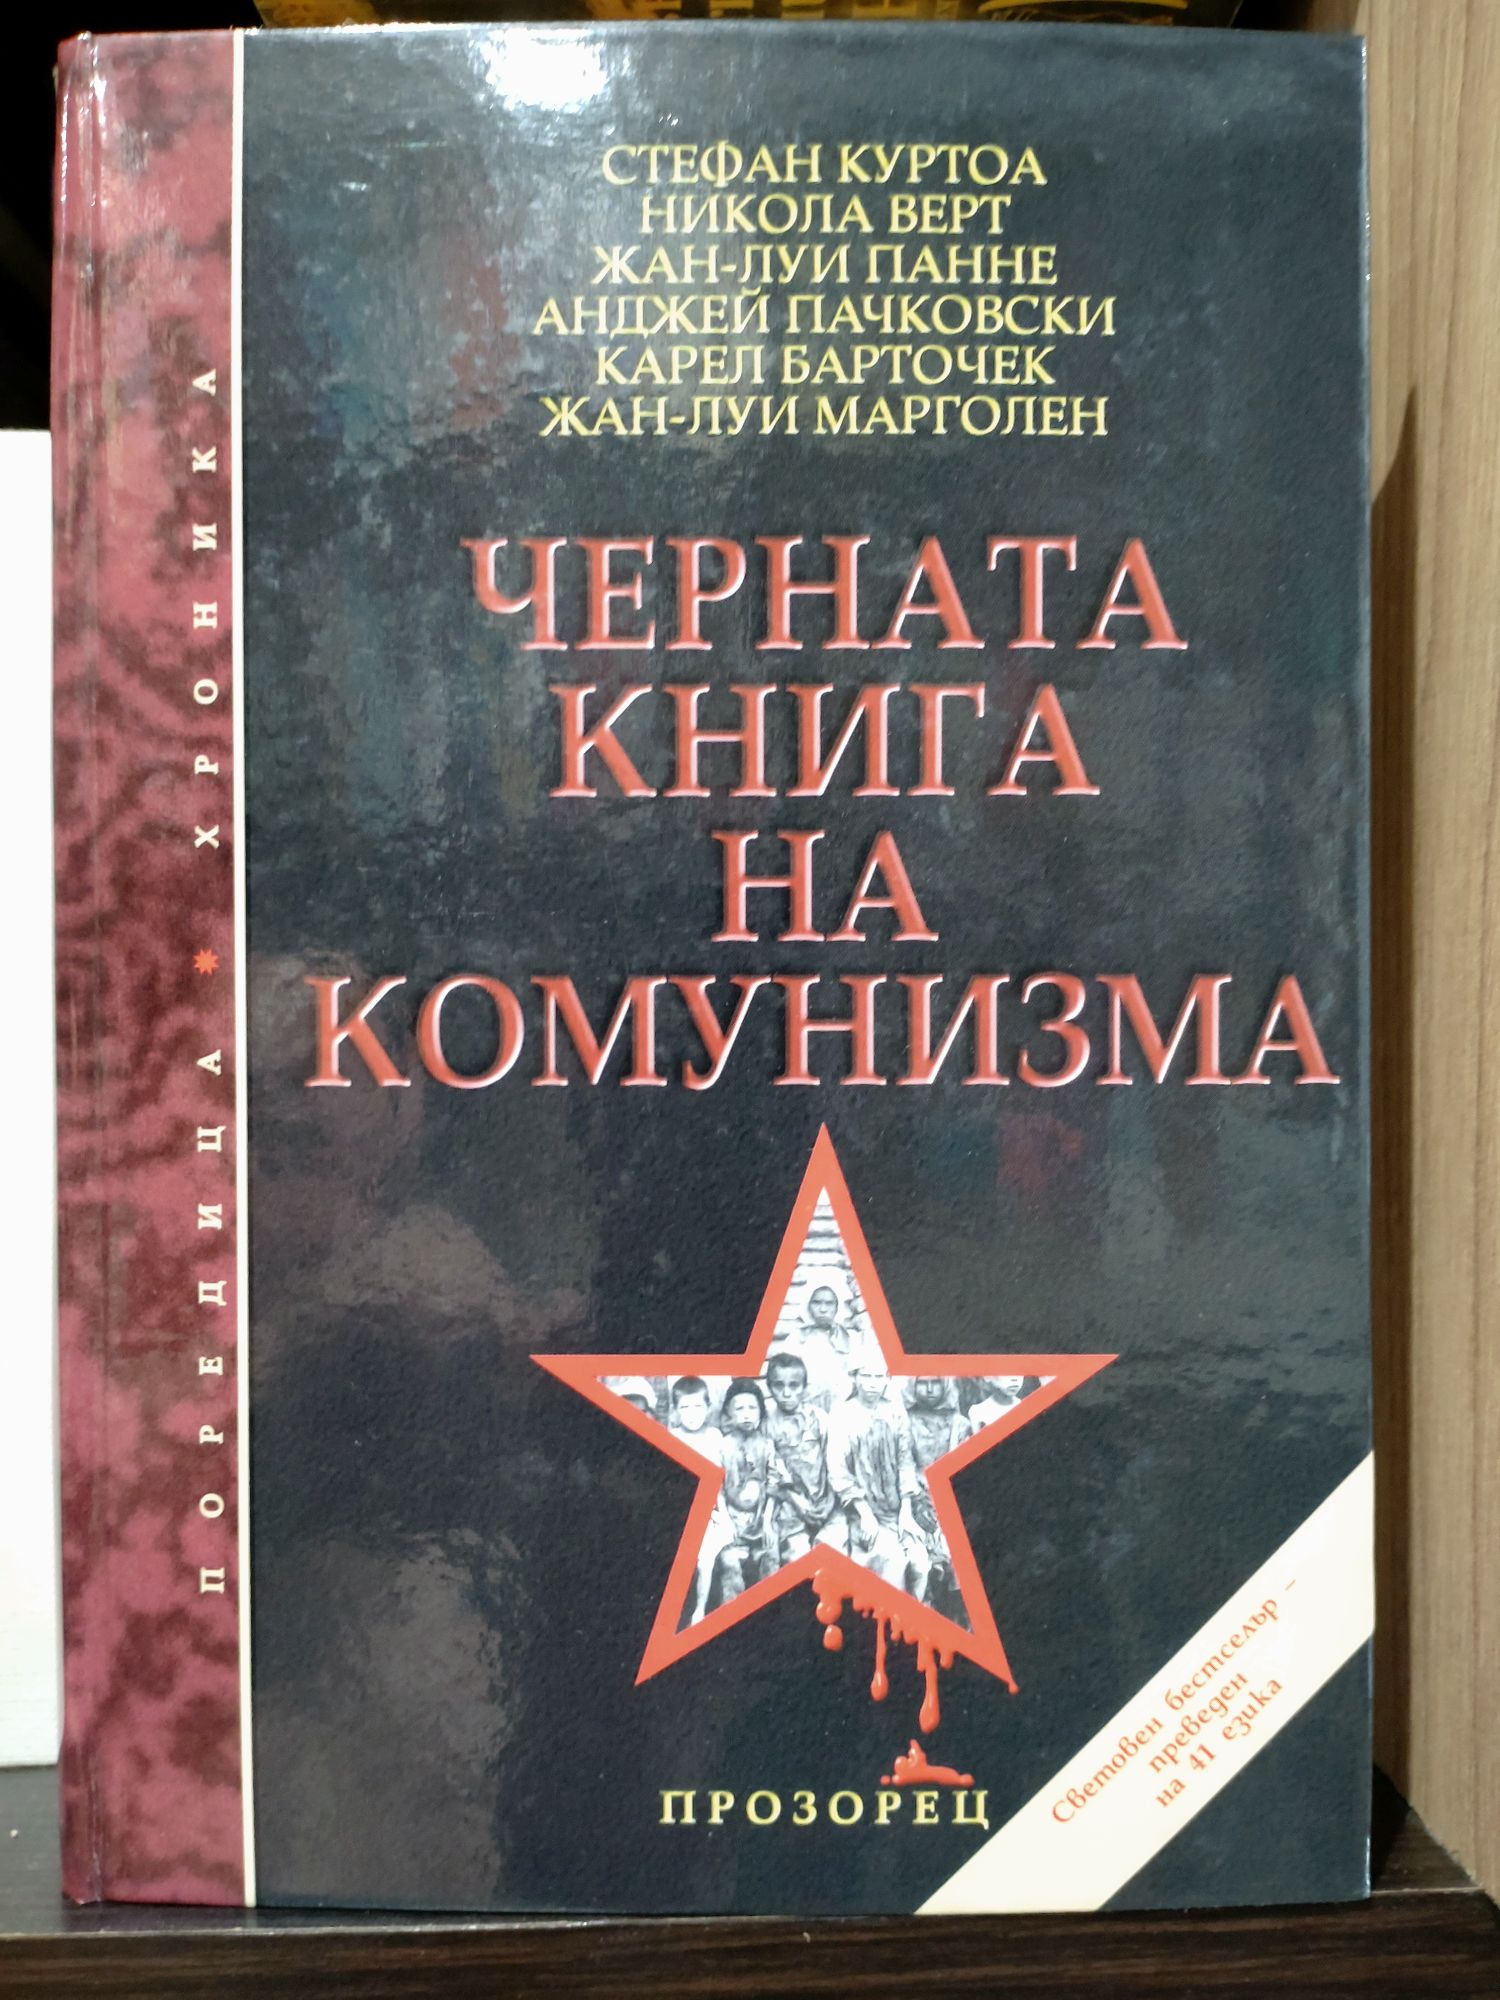 СТЕФАН КУРТОА
НИКОЛА ВЕРТ
ЖАН-ЛУИ ПАННЕ
АНДЖЕЙ ПАЧКОВСКИ
КАРЕЛ БАРТОЧЕК
ЖАН-ЛУИ МАРГОЛЕН
ЧЕРНАТА
КНИГА
НА
КОМУНИЗМА
ПОРЕДИЦА * ХРОНИКА
Световен бестселър –
преведен
на 41 езика
ПРОЗОРЕЦ